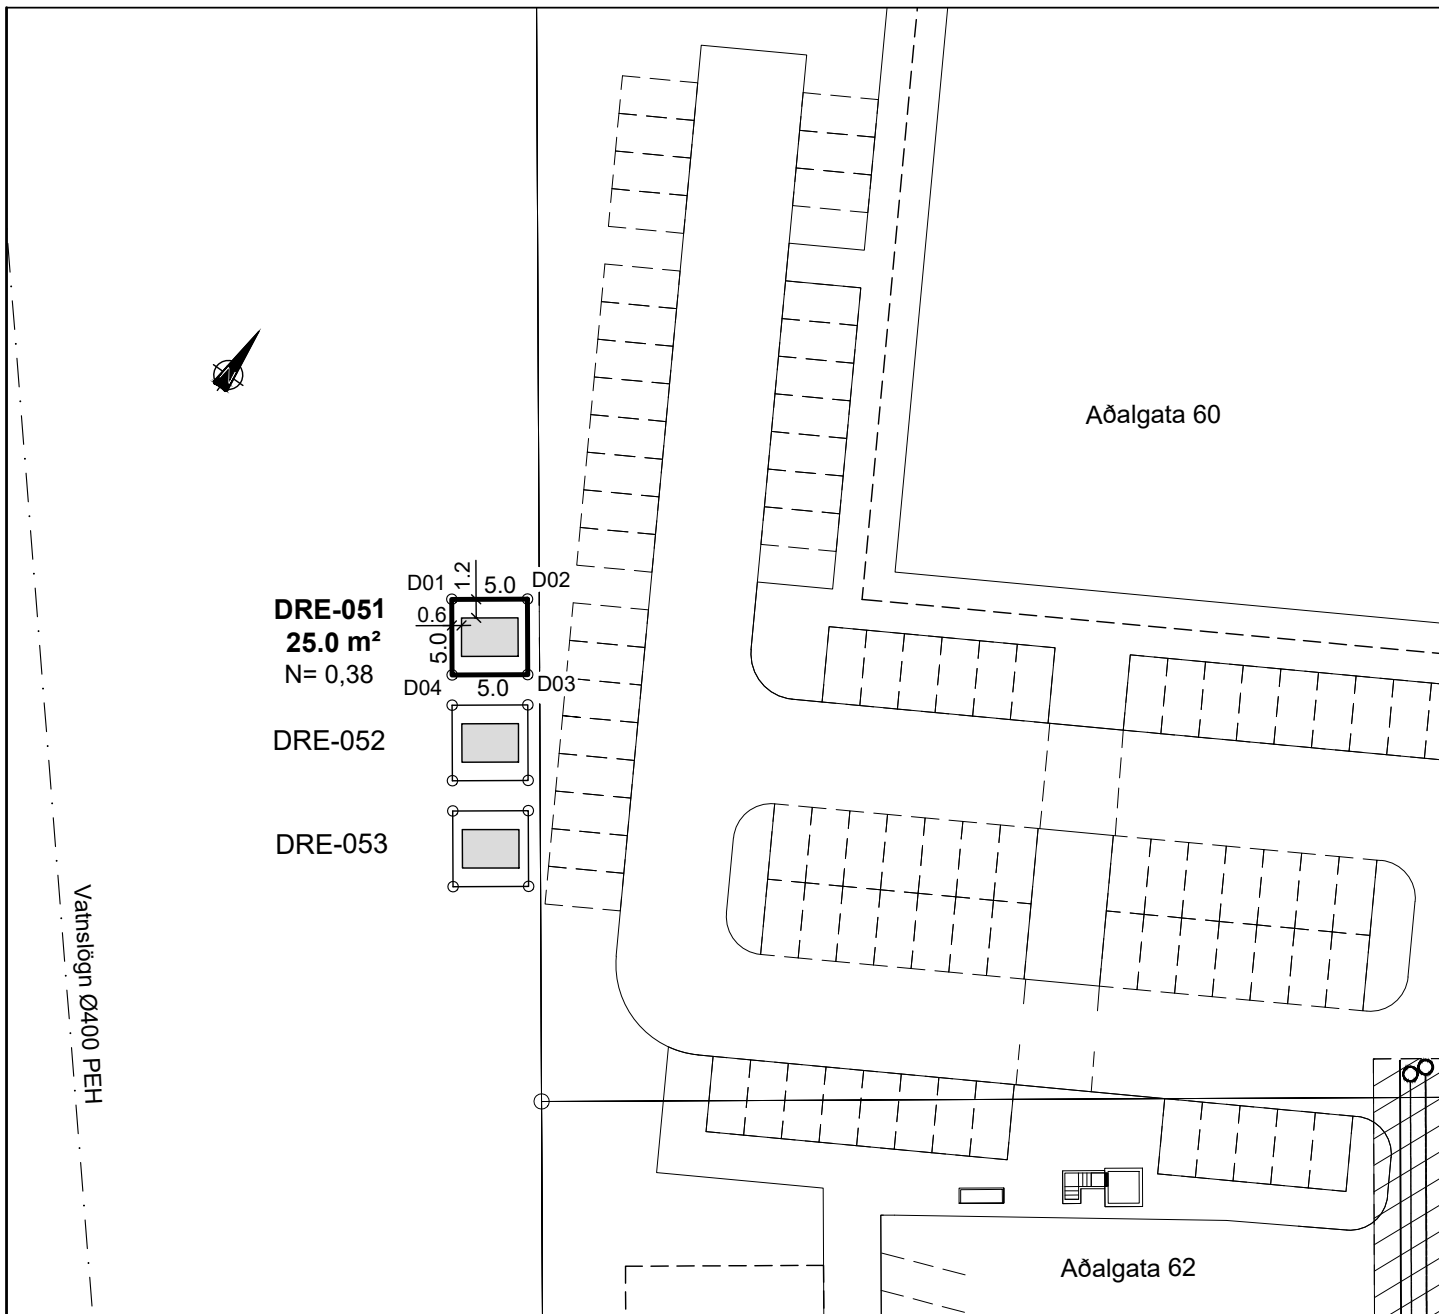 Aðalgata 60
D01
1.2
5.0
D02
DRE-051
25.0 m²
N= 0,38
0.6
5.0
D04
5.0
D03
DRE-052
DRE-053
Vatnslögn Ø400 PEH
Aðalgata 62
N